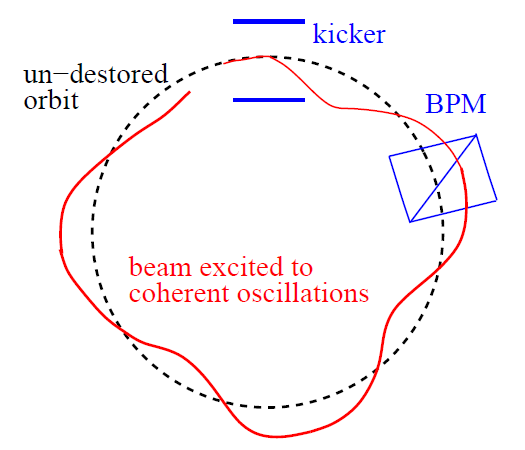 kicker
un−destored
orbit
BPM
beam excited to
coherent oscillations